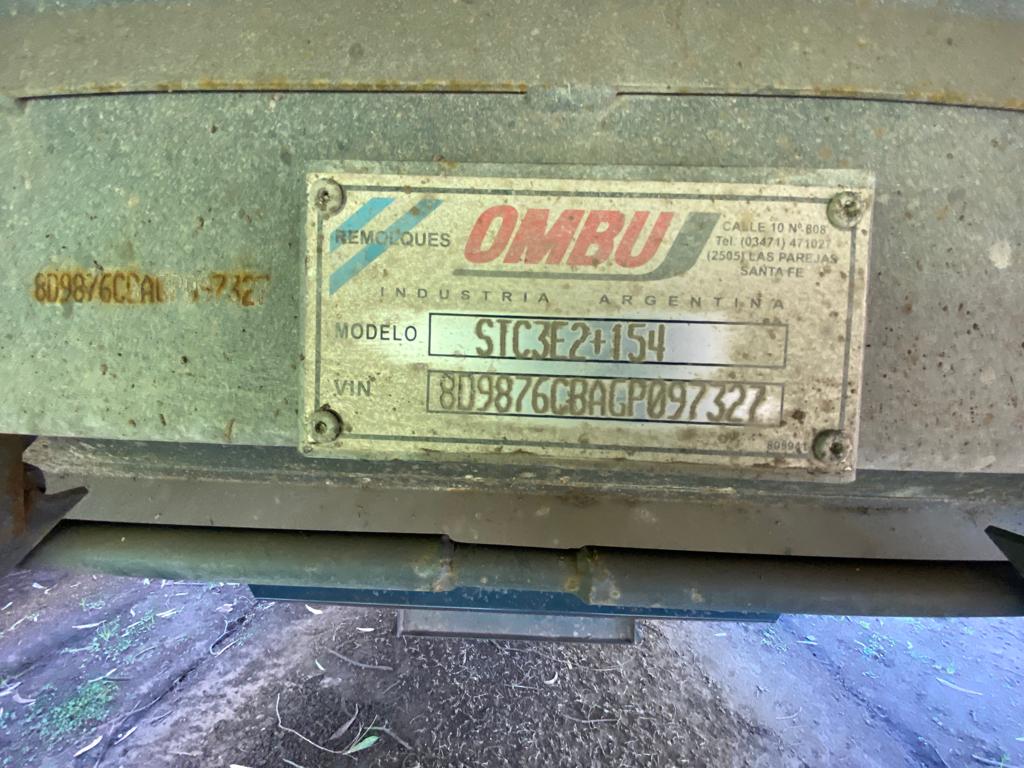 REMOLQUES OMBU
CALLE 10 Nº 808
Tel. (03471) 471027
(2505) LAS PAREJAS
SANTA FE
INDUSTRIA ARGENTINA
MODELO STC3E2+154
VIN 8D9876CBAGP097327